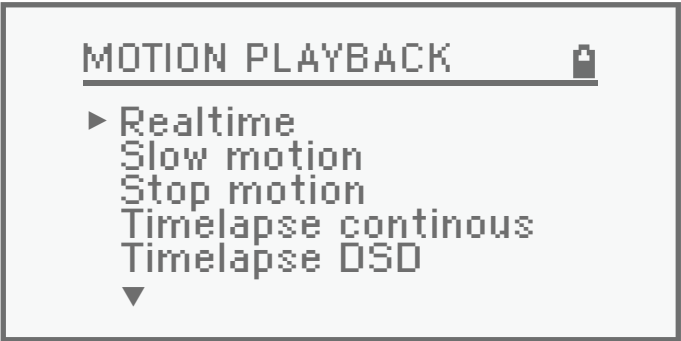 MOTION PLAYBACK
Realtime
Slow motion
Stop motion
Timelapse continous
Timelapse DSD